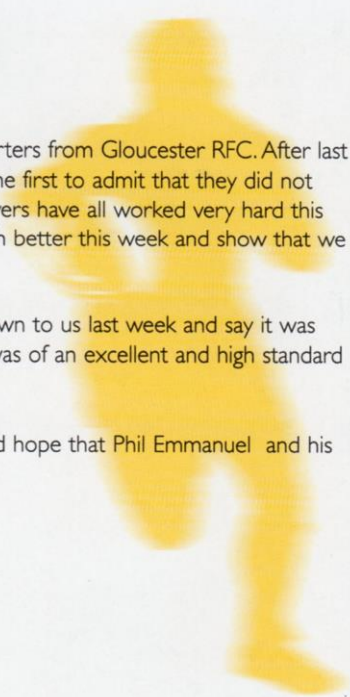 rters from Gloucester RFC. After last
ne first to admit that they did not
ers have all worked very hard this
better this week and show that we
wn to us last week and say it was
was of an excellent and high standard
hope that Phil Emmanuel and his